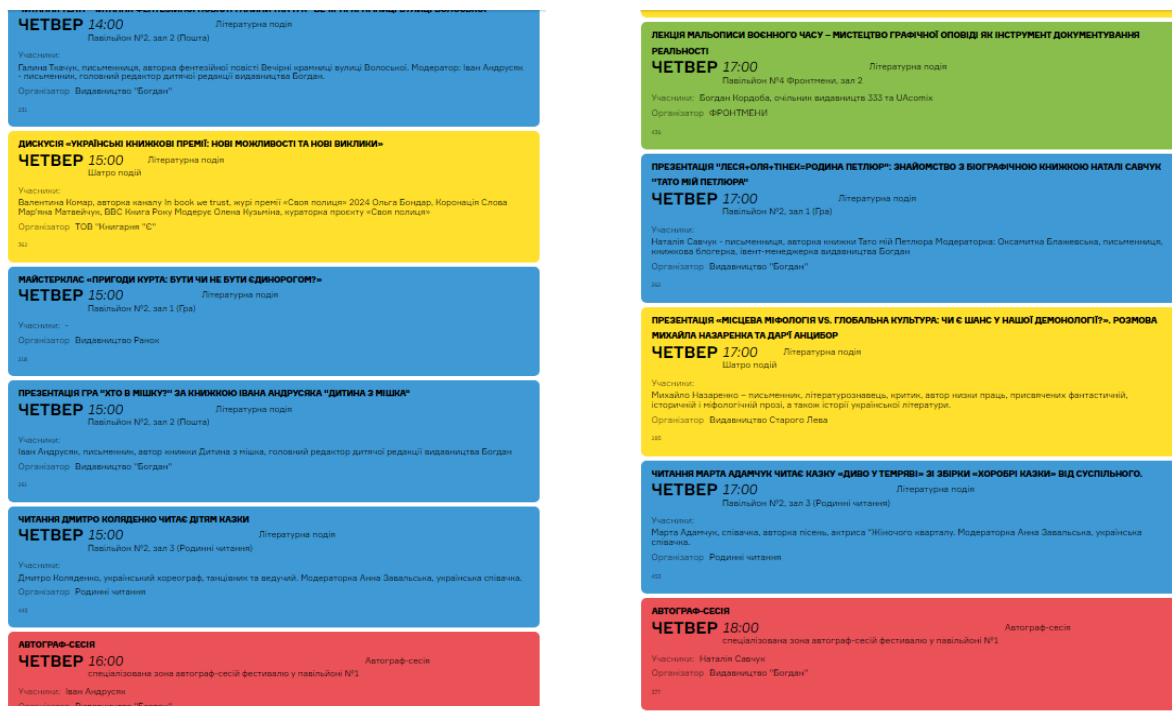 ЧЕТВЕР 14:00 Літературна подія
Павільйон №2, зал 2 (Пошта)
Учасники:
Галина Ткачук, письменниця, авторка фентезійної повісті Вечірні крамниці вулиці Волоської. Модератор: Іван Андрусяк
- письменник, головний редактор дитячої редакції видавництва Богдан.
Організатор Видавництво "Богдан"
ДИСКУСІЯ «УКРАЇНСЬКІ КНИЖКОВІ ПРЕМІЇ: НОВІ МОЖЛИВОСТІ ТА НОВІ ВИКЛИКИ»
ЧЕТВЕР 15:00 Літературна подія
Шатро подій
Учасники:
Валентина Комар, авторка каналу In book we trust, журі премії «Своя полиця» 2024 Ольга Бондар, Коронація Слова
Мар'яна Матвейчук, BBC Книга Року Модерує Олена Кузьміна, кураторка проєкту «Своя полиця»
Організатор ТОВ "Книгарня "Є"
МАЙСТЕРКЛАС «ПРИГОДИ КУРТА: БУТИ ЧИ НЕ БУТИ ЄДИНОРОГОМ?»
ЧЕТВЕР 15:00 Літературна подія
Павільйон №2, зал 1 (Гра)
Учасники: -
Організатор Видавництво Ранок
ПРЕЗЕНТАЦІЯ ГРА "ХТО В МІШКУ?" ЗА КНИЖКОЮ ІВАНА АНДРУСЯКА "ДИТИНА З МІШКА"
ЧЕТВЕР 15:00 Літературна подія
Павільйон №2, зал 2 (Пошта)
Учасники:
Іван Андрусяк, письменник, автор книжки Дитина з мішка, головний редактор дитячої редакції видавництва Богдан
Організатор Видавництво "Богдан"
ЧИТАННЯ ДМИТРО КОЛЯДЕНКО ЧИТАЄ ДІТЯМ КАЗКИ
ЧЕТВЕР 15:00 Літературна подія
Павільйон №2, зал 3 (Родинні читання)
Учасники:
Дмитро Коляденко, український хореограф, танцівник та ведучий. Модераторка Анна Завальська, українська співачка.
Організатор Родинні читання
АВТОГРАФ-СЕСІЯ
ЧЕТВЕР 16:00 Автограф-сесія
спеціалізована зона автограф-сесій фестивалю у павільйоні №1
Учасники: Іван Андрусяк
ЛЕКЦІЯ МАЛЬОПИСИ ВОЄННОГО ЧАСУ – МИСТЕЦТВО ГРАФІЧНОЇ ОПОВІДІ ЯК ІНСТРУМЕНТ ДОКУМЕНТУВАННЯ
РЕАЛЬНОСТІ
ЧЕТВЕР 17:00 Літературна подія
Павільйон №4 Фронтмени, зал 2
Учасники: Богдан Кордоба, очільник видавництв 333 та UAcomix
Організатор ФРОНТМЕНИ
ПРЕЗЕНТАЦІЯ "ЛЕСЯ+ОЛЯ+ТІНЕК=РОДИНА ПЕТЛЮР": ЗНАЙОМСТВО З БІОГРАФІЧНОЮ КНИЖКОЮ НАТАЛІ САВЧУК
"ТАТО МІЙ ПЕТЛЮРА"
ЧЕТВЕР 17:00 Літературна подія
Павільйон №2, зал 1 (Гра)
Учасники:
Наталія Савчук - письменниця, авторка книжки Тато мій Петлюра Модераторка: Оксамитка Блажевська, письменниця,
книжкова блогерка, івент-менеджерка видавництва Богдан
Організатор Видавництво "Богдан"
ПРЕЗЕНТАЦІЯ «МІСЦЕВА МІФОЛОГІЯ VS. ГЛОБАЛЬНА КУЛЬТУРА: ЧИ Є ШАНС У НАШОЇ ДЕМОНОЛОГІЇ?». РОЗМОВА
МИХАЙЛА НАЗАРЕНКА ТА ДАР'Ї АНЦИБОР
ЧЕТВЕР 17:00 Літературна подія
Шатро подій
Учасники:
Михайло Назаренко – письменник, літературознавець, критик, автор низки праць, присвячених фантастичній,
історичній і міфологічній прозі, а також історії української літератури.
Організатор Видавництво Старого Лева
ЧИТАННЯ МАРТА АДАМЧУК ЧИТАЄ КАЗКУ «ДИВО У ТЕМРЯВІ» ЗІ ЗБІРКИ «ХОРОБРІ КАЗКИ» ВІД СУСПІЛЬНОГО.
ЧЕТВЕР 17:00 Літературна подія
Павільйон №2, зал 3 (Родинні читання)
Учасники:
Марта Адамчук, співачка, авторка пісень, актриса "Жіночого кварталу. Модераторка Анна Завальська, українська
співачка.
Організатор Родинні читання
АВТОГРАФ-СЕСІЯ
ЧЕТВЕР 18:00 Автограф-сесія
спеціалізована зона автограф-сесій фестивалю у павільйоні №1
Учасники: Наталія Савчук
Організатор Видавництво "Богдан"